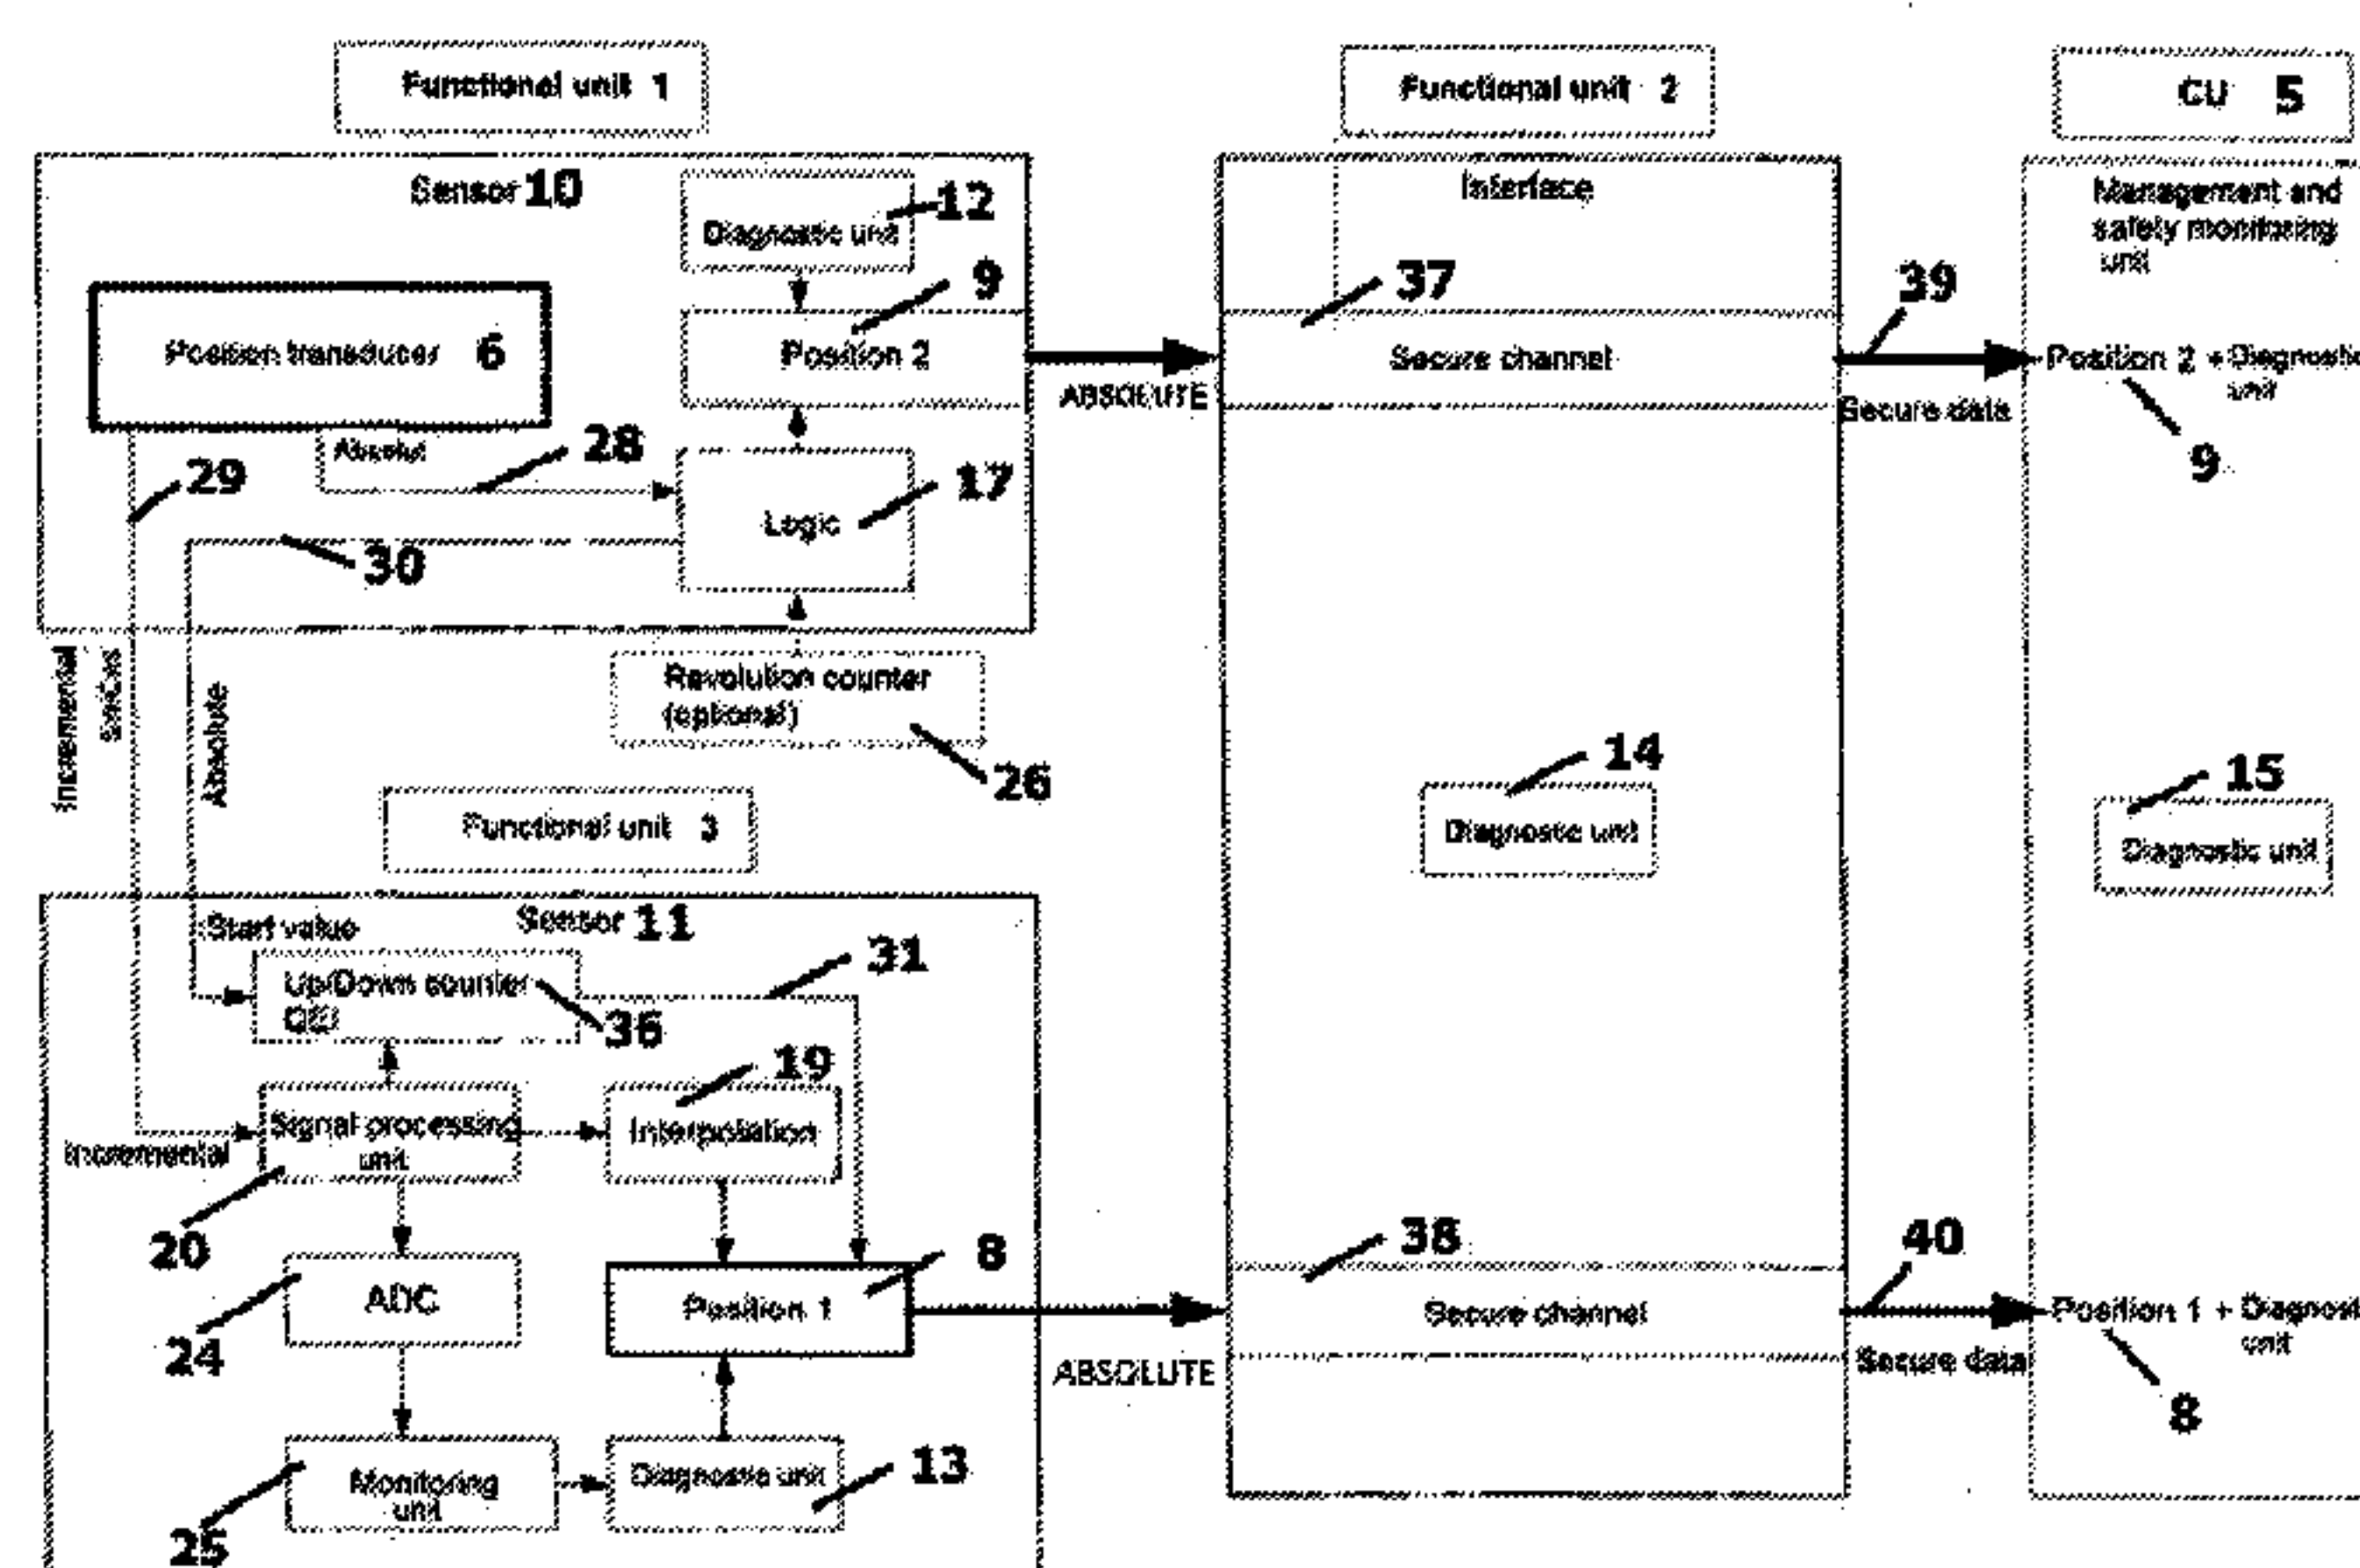 Functional unit 1
Functional unit 2
CU 5
Sensor 10
Diagnostic unit
12
Position transducer 6
9
Position 2
ABSOLUTE
Absolut
28
29
30
Logic
17
Incremental
Absolute
Revolution counter
(optional)
26
Interface
37
Secure channel
39
Secure data
Management and
safety monitoring
unit
Position 2 + Diagnostic
unit
9
14
Diagnostic unit
15
Diagnostic unit
Functional unit 3
Sensor 11
Start value
Up/Down counter
QEI
36
31
19
Incremental
Signal processing
unit
Interpolation
20
ADC
24
8
Position 1
ABSOLUTE
38
Secure channel
40
Secure data
Position 1 + Diagnosti
unit
8
Monitoring
unit
25
Diagnostic unit
13